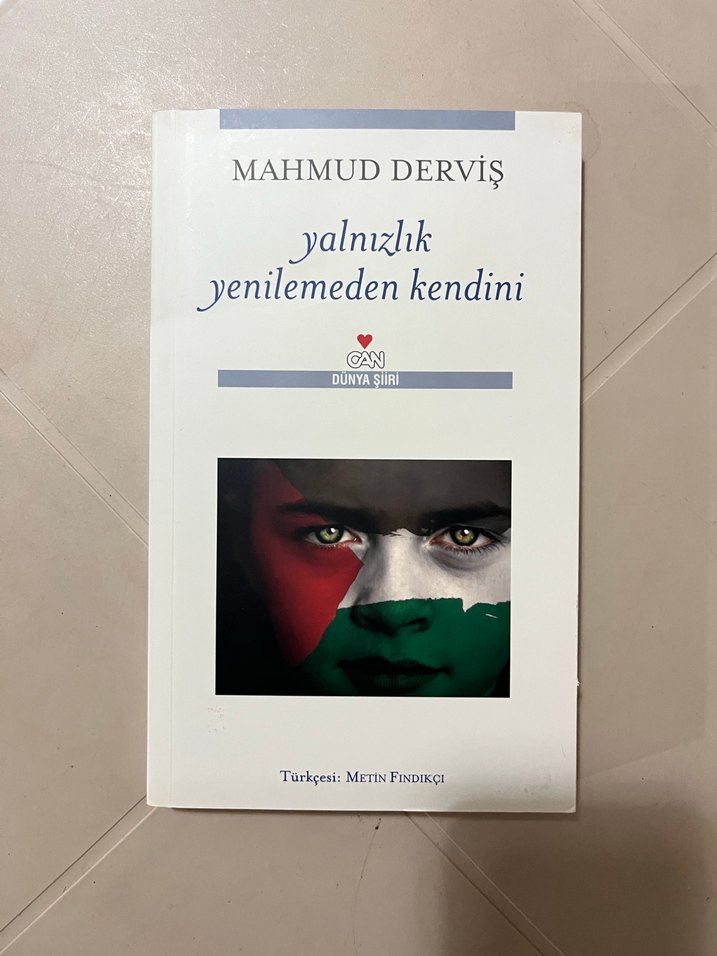 MAHMUD DERVİŞ
yalnızlık
yenilemeden kendini
CAN
DÜNYA ŞİİRİ
Türkçesi: METİN FINDIKÇI